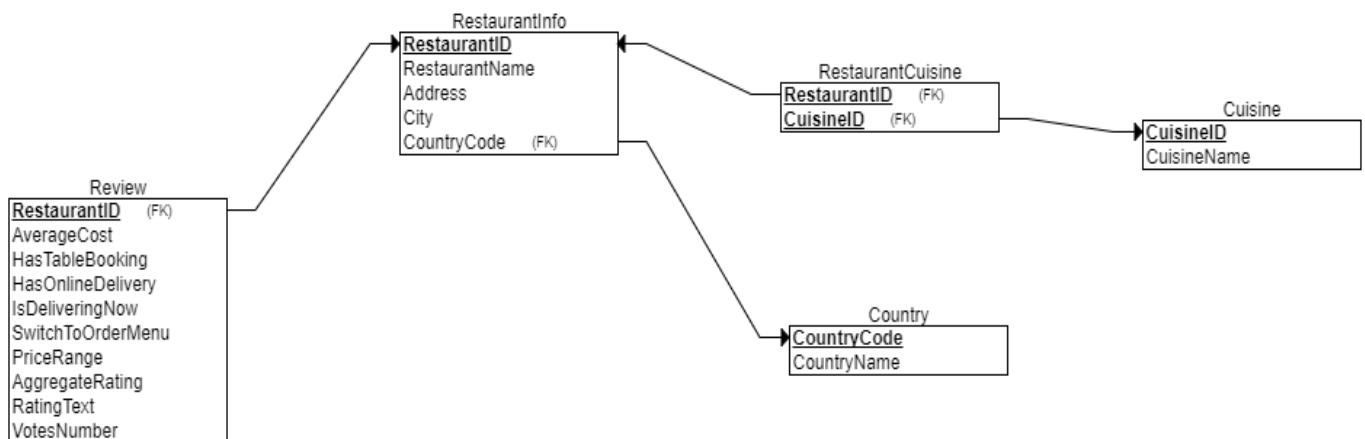 RestaurantInfo
RestaurantID
RestaurantName
Address
City
CountryCode (FK)
RestaurantCuisine
RestaurantID (FK)
CuisineID (FK)
Cuisine
CuisineID
CuisineName
Review
RestaurantID (FK)
AverageCost
HasTableBooking
HasOnlineDelivery
IsDeliveringNow
SwitchToOrderMenu
PriceRange
AggregateRating
RatingText
VotesNumber
Country
CountryCode
CountryName